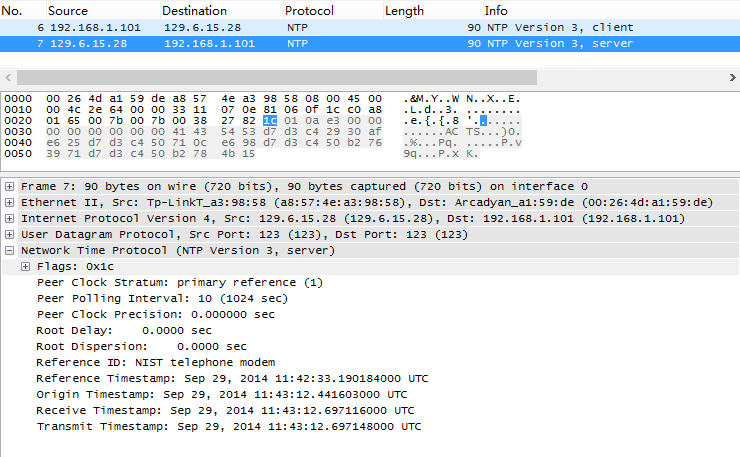 No. Source Destination Protocol Length Info
6 192.168.1.101 129.6.15.28 NTP 90 NTP Version 3, client
7 129.6.15.28 192.168.1.101 NTP 90 NTP Version 3, server
0000 00 26 4d a1 59 de a8 57 4e a3 98 58 08 00 45 00 .&M.Y..W N..X..E.
0010 00 4c 2e 64 00 00 33 11 07 0e 81 06 0f 1c c0 a8 .L.d..3. ........
0020 01 65 00 7b 00 7b 00 38 27 82 1c 01 0a e3 00 00 .e.{.{.8 '.......
0030 00 00 00 00 00 00 41 43 54 53 d7 d3 c4 29 30 af ......AC TS...)0.
0040 e6 25 d7 d3 c4 50 71 0c e6 98 d7 d3 c4 50 b2 76 .%...Pq. .....P.v
0050 39 71 d7 d3 c4 50 b2 78 4b 15 9q...P.x K.
Frame 7: 90 bytes on wire (720 bits), 90 bytes captured (720 bits) on interface 0
Ethernet II, Src: Tp-LinkT_a3:98:58 (a8:57:4e:a3:98:58), Dst: Arcadyan_a1:59:de (00:26:4d:a1:59:de)
Internet Protocol Version 4, Src: 129.6.15.28 (129.6.15.28), Dst: 192.168.1.101 (192.168.1.101)
User Datagram Protocol, Src Port: 123 (123), Dst Port: 123 (123)
Network Time Protocol (NTP Version 3, server)
Flags: 0x1c
Peer Clock Stratum: primary reference (1)
Peer Polling Interval: 10 (1024 sec)
Peer Clock Precision: 0.000000 sec
Root Delay: 0.0000 sec
Root Dispersion: 0.0000 sec
Reference ID: NIST telephone modem
Reference Timestamp: Sep 29, 2014 11:42:33.190184000 UTC
Origin Timestamp: Sep 29, 2014 11:43:12.441603000 UTC
Receive Timestamp: Sep 29, 2014 11:43:12.697116000 UTC
Transmit Timestamp: Sep 29, 2014 11:43:12.697148000 UTC